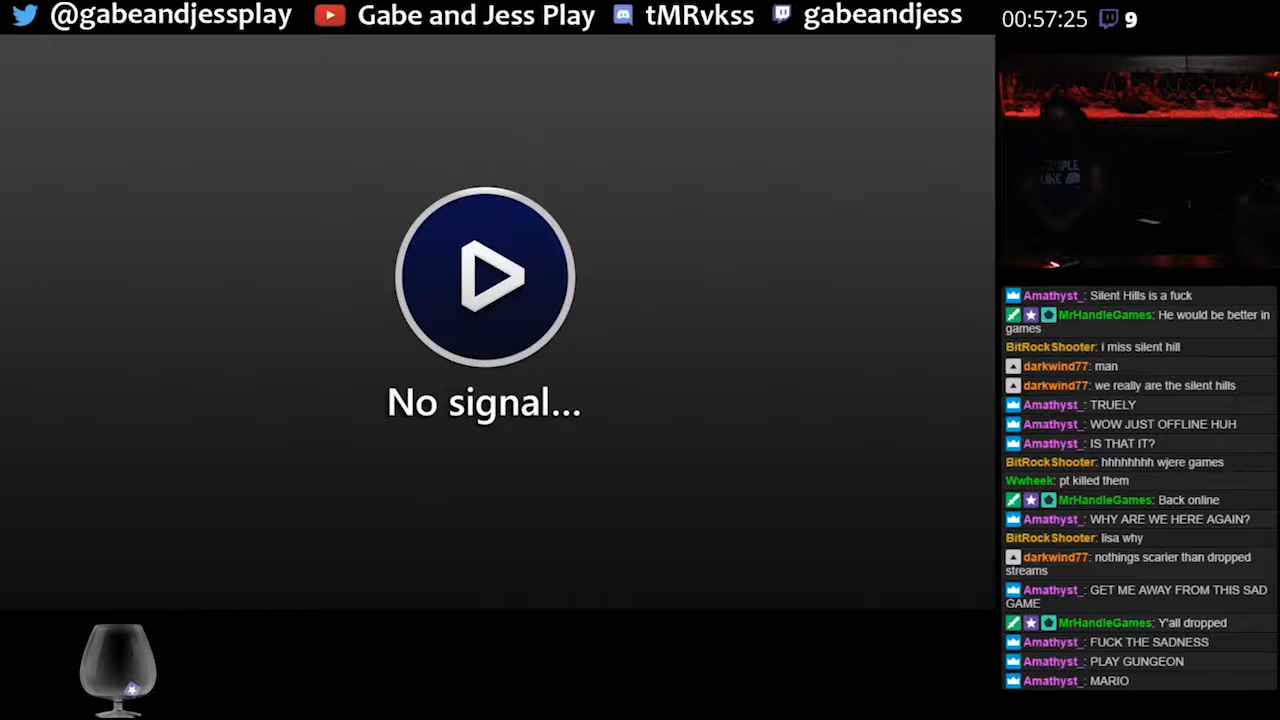 @gabeandjessplay Gabe and Jess Play tMRvkss gabeandjess 00:57:25 9
No signal...
Amathyst_: Silent Hills is a fuck
MrHandleGames: He would be better in
games
BitRockShooter: i miss silent hill
darkwind77: man
darkwind77: we really are the silent hills
Amathyst_: TRUELY
Amathyst_: WOW JUST OFFLINE HUH
Amathyst_: IS THAT IT?
BitRockShooter: hhhhhhhh wjere games
Wwheek: pt killed them
MrHandleGames: Back online
Amathyst_: WHY ARE WE HERE AGAIN?
BitRockShooter: lisa why
darkwind77: nothings scarier than dropped
streams
Amathyst_: GET ME AWAY FROM THIS SAD
GAME
MrHandleGames: Y'all dropped
Amathyst_: FUCK THE SADNESS
Amathyst_: PLAY GUNGEON
Amathyst_: MARIO